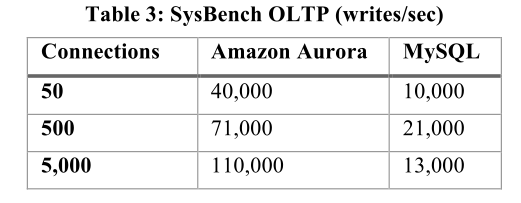 Table 3: SysBench OLTP (writes/sec)
Connections Amazon Aurora MySQL
50 40,000 10,000
500 71,000 21,000
5,000 110,000 13,000